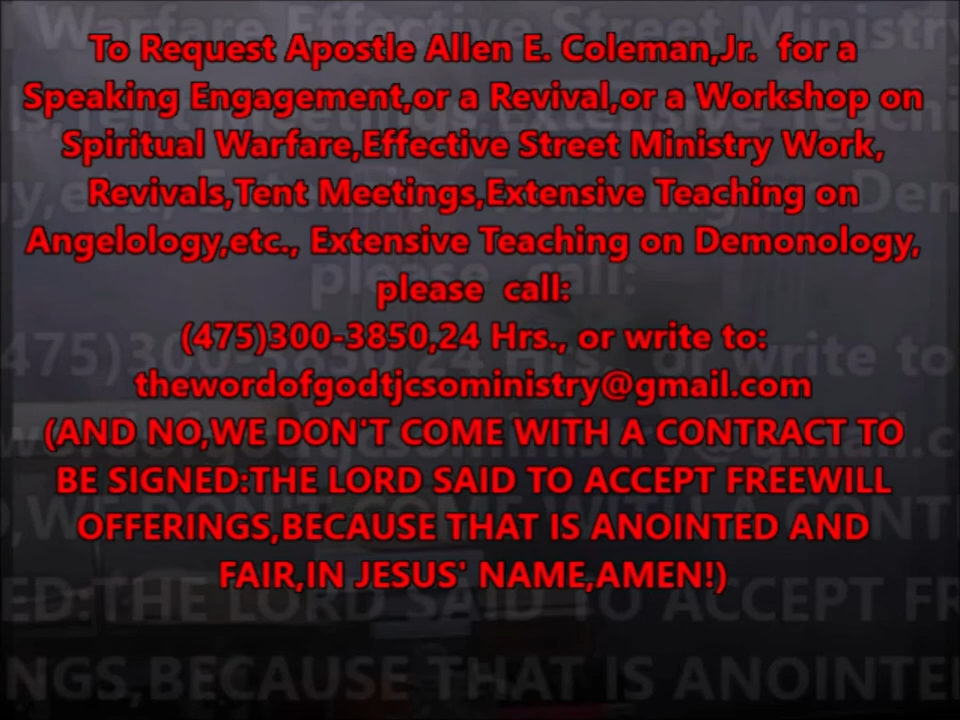 To Request Apostle Allen E. Coleman,Jr.  for a
Speaking Engagement,or a Revival,or a Workshop on
Spiritual Warfare,Effective Street Ministry Work,
Revivals,Tent Meetings,Extensive Teaching on
Angelology,etc., Extensive Teaching on Demonology,
please  call:
(475)300-3850,24 Hrs., or write to:
thewordofgodtjcsoministry@gmail.com
(AND NO,WE DON'T COME WITH A CONTRACT TO
BE SIGNED:THE LORD SAID TO ACCEPT FREEWILL
OFFERINGS,BECAUSE THAT IS ANOINTED AND
FAIR,IN JESUS' NAME,AMEN!)